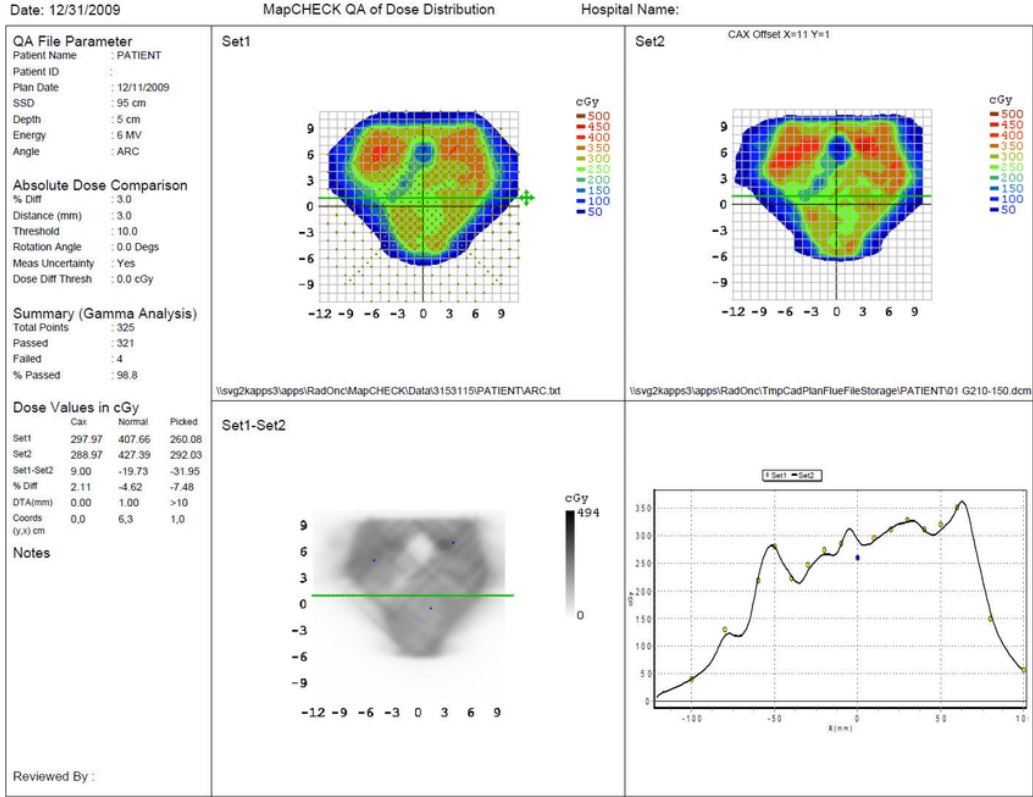 Date: 12/31/2009 MapCHECK QA of Dose Distribution Hospital Name:
QA File Parameter
Patient Name : PATIENT
Patient ID :
Plan Date : 12/11/2009
SSD : 95 cm
Depth : 5 cm
Energy : 6 MV
Angle : ARC
Absolute Dose Comparison
% Diff : 3.0
Distance (mm) : 3.0
Threshold : 10.0
Rotation Angle : 0.0 Degs
Meas Uncertainty : Yes
Dose Diff Thresh : 0.0 cGy
Summary (Gamma Analysis)
Total Points : 325
Passed : 321
Failed : 4
% Passed : 98.8
Dose Values in cGy
Cax Normal Picked
Set1 297.97 407.66 260.08
Set2 288.97 427.39 292.03
Set1-Set2 9.00 -19.73 -31.95
% Diff 2.11 -4.62 -7.48
DTA(mm) 0.00 1.00 >10
Coords 0,0 6,3 1,0
(y,x) cm
Notes
Reviewed By :
Set1
cGy
500
450
400
350
300
250
200
150
100
50
9
6
3
0
-3
-6
-9
-12 -9 -6 -3 0 3 6 9
\\svg2kapps3\apps\RadOnc\MapCHECK\Data\3153115\PATIENT\ARC.txt
Set2
CAX Offset X=11 Y=1
cGy
500
450
400
350
300
250
200
150
100
50
9
6
3
0
-3
-6
-9
-12 -9 -6 -3 0 3 6 9
\\svg2kapps3\apps\RadOnc\TmpCadPlanFlueFileStorage\PATIENT\01 G210-150.dcm
Set1-Set2
cGy
494
0
9
6
3
0
-3
-6
-9
-12 -9 -6 -3 0 3 6 9
Set1 Set2
350
300
250
200
150
100
50
0
cGy
-100 -50 0 50 10
X(mm)